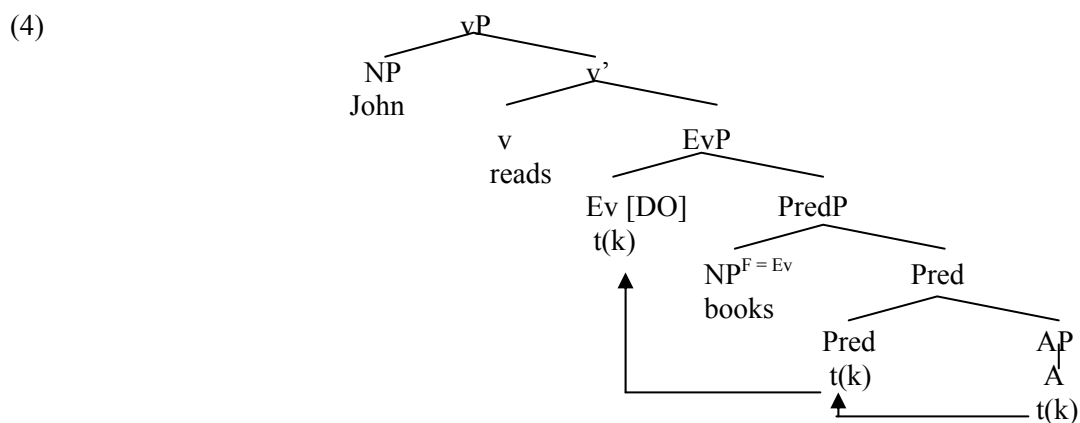 (4)
vP
NP v’
John
v EvP
reads
Ev [DO] PredP
t(k)
NP^F = Ev Pred
books
Pred AP
t(k) A
t(k)